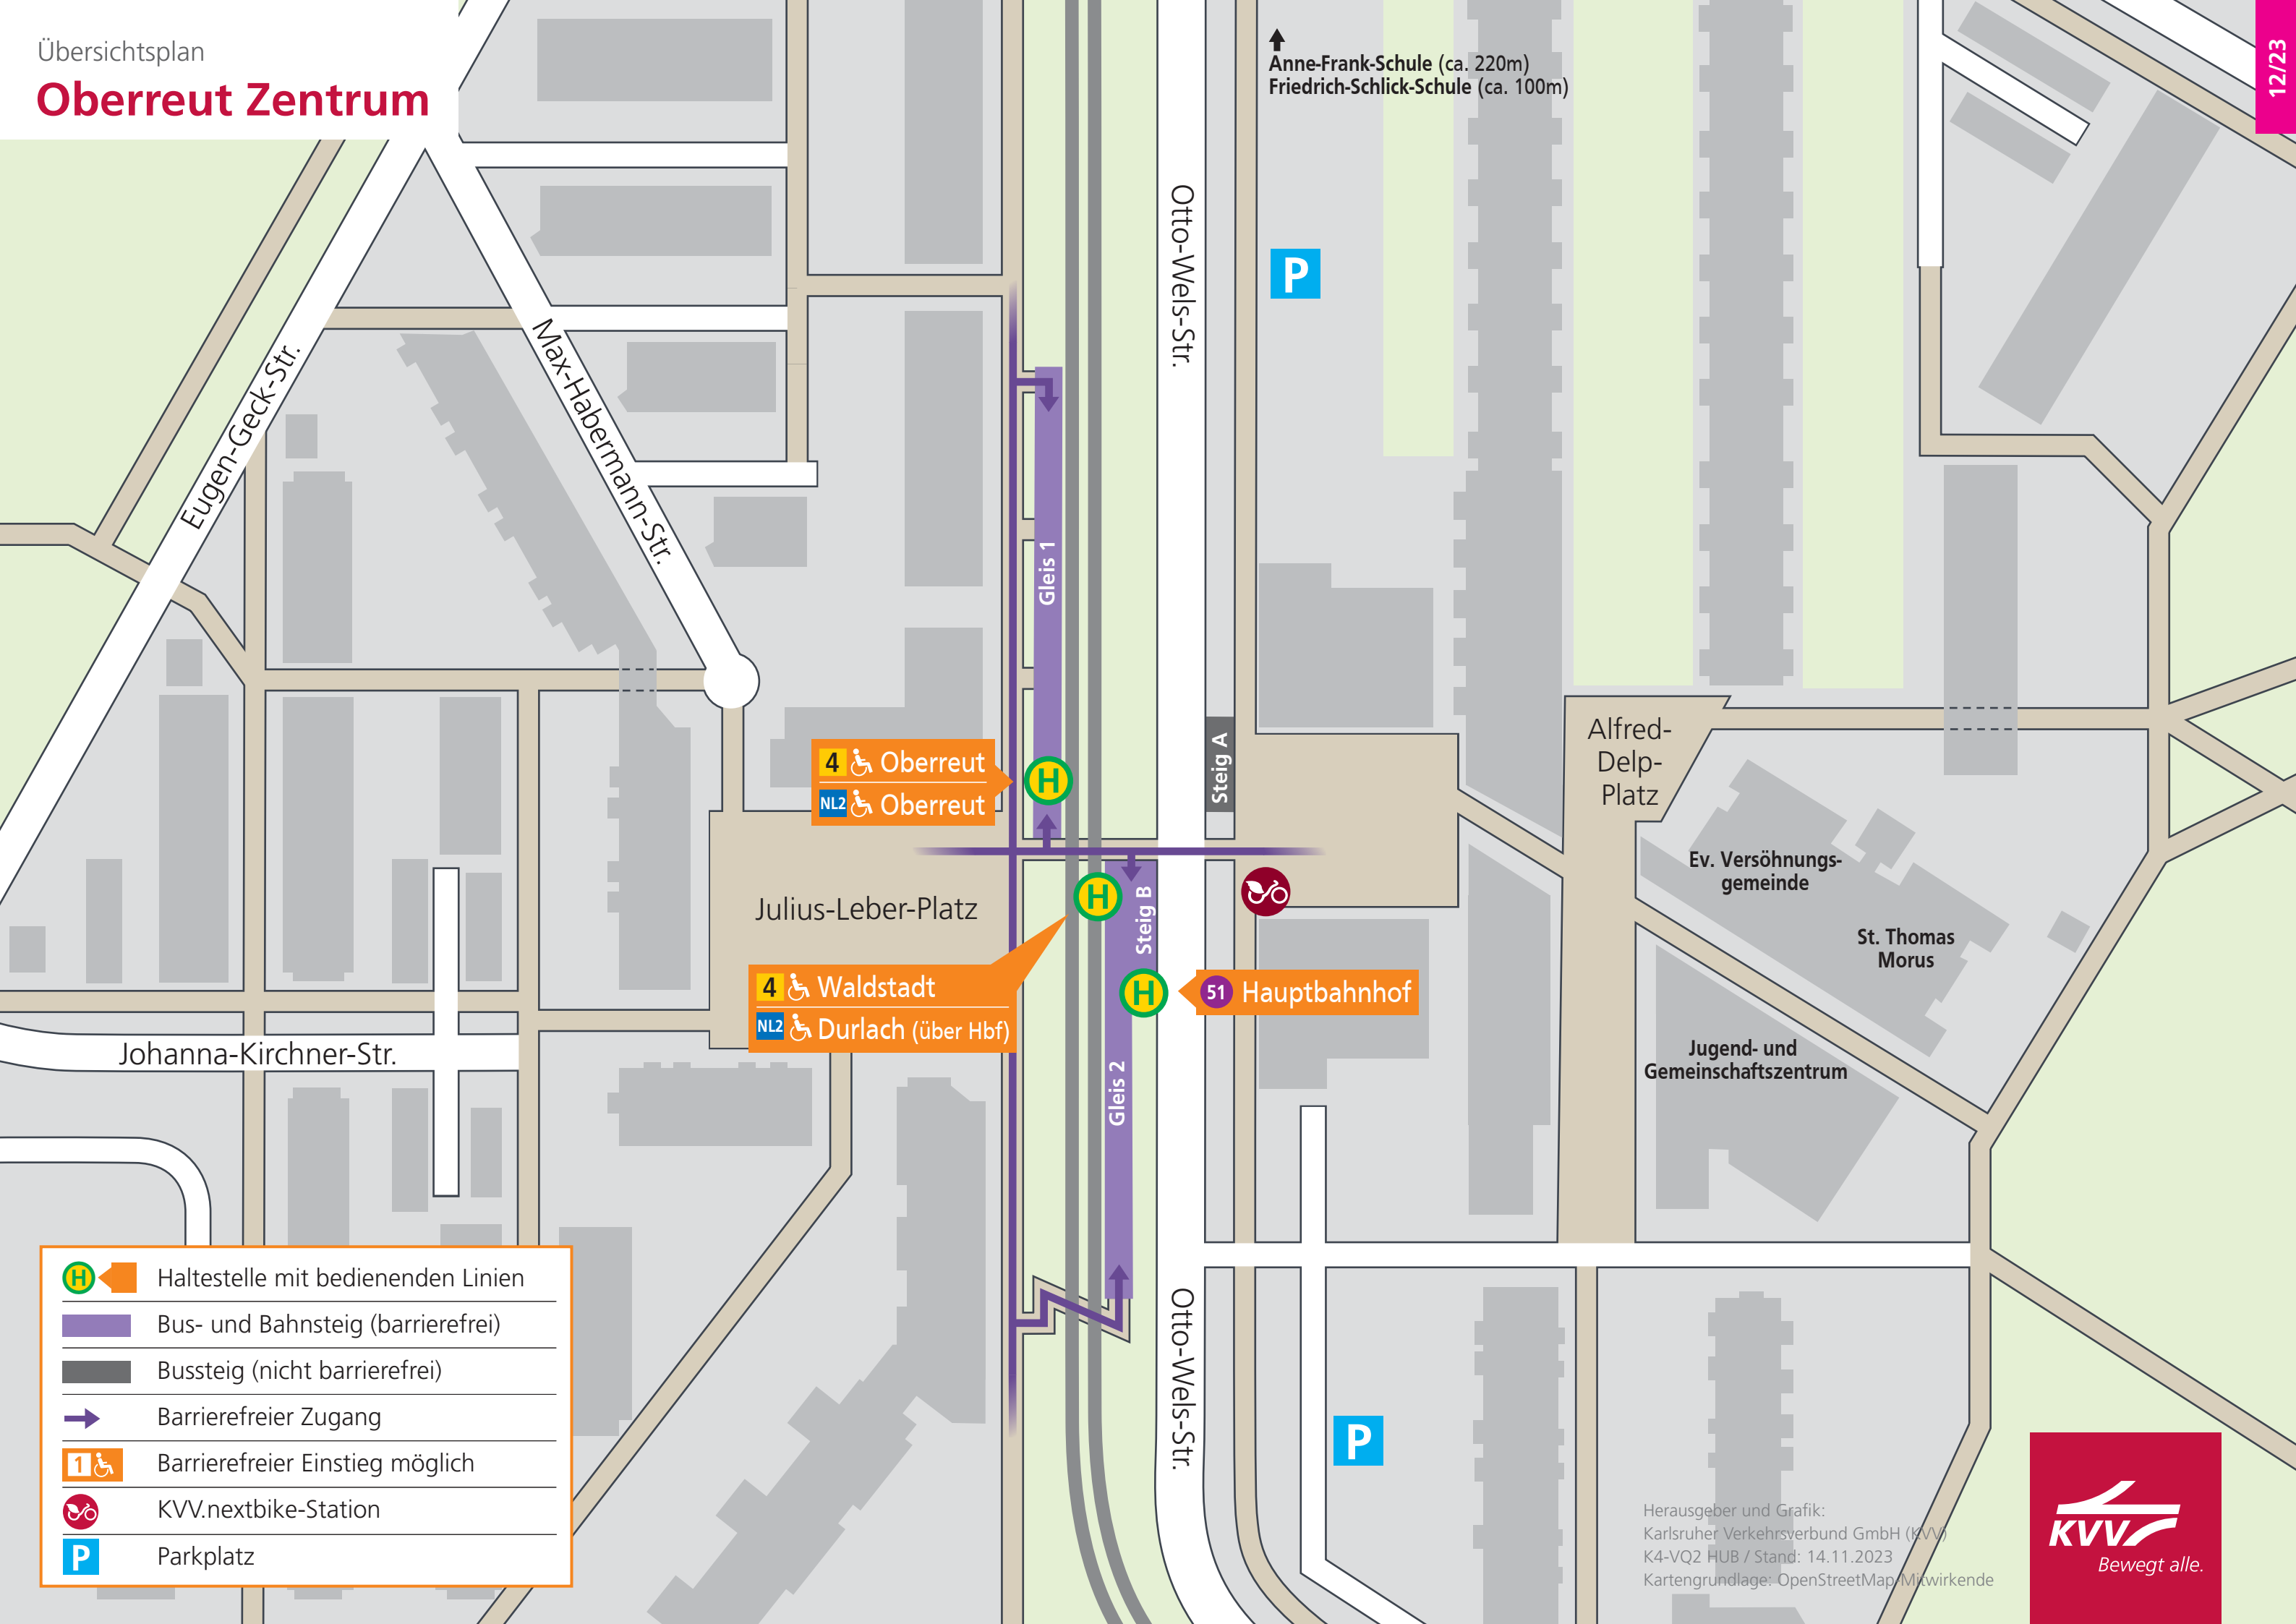 Übersichtsplan
Oberreut Zentrum
12/23
Anne-Frank-Schule (ca. 220m)
Friedrich-Schlick-Schule (ca. 100m)
Otto-Wels-Str.
P
Eugen-Geck-Str.
Max-Habermann-Str.
Gleis 1
Steig A
Alfred-
Delp-
Platz
4 Oberreut
NL2 Oberreut
H
Ev. Versöhnungs-
gemeinde
Julius-Leber-Platz
H
Steig B
St. Thomas
Morus
4 Waldstadt
NL2 Durlach (über Hbf)
H
51 Hauptbahnhof
Johanna-Kirchner-Str.
Gleis 2
Jugend- und
Gemeinschaftszentrum
Otto-Wels-Str.
P
H Haltestelle mit bedienenden Linien
Bus- und Bahnsteig (barrierefrei)
Bussteig (nicht barrierefrei)
Barrierefreier Zugang
1 Barrierefreier Einstieg möglich
KVV.nextbike-Station
P Parkplatz
Herausgeber und Grafik:
Karlsruher Verkehrsverbund GmbH (KVV)
K4-VQ2 HUB / Stand: 14.11.2023
Kartengrundlage: OpenStreetMap-Mitwirkende
KVV
Bewegt alle.